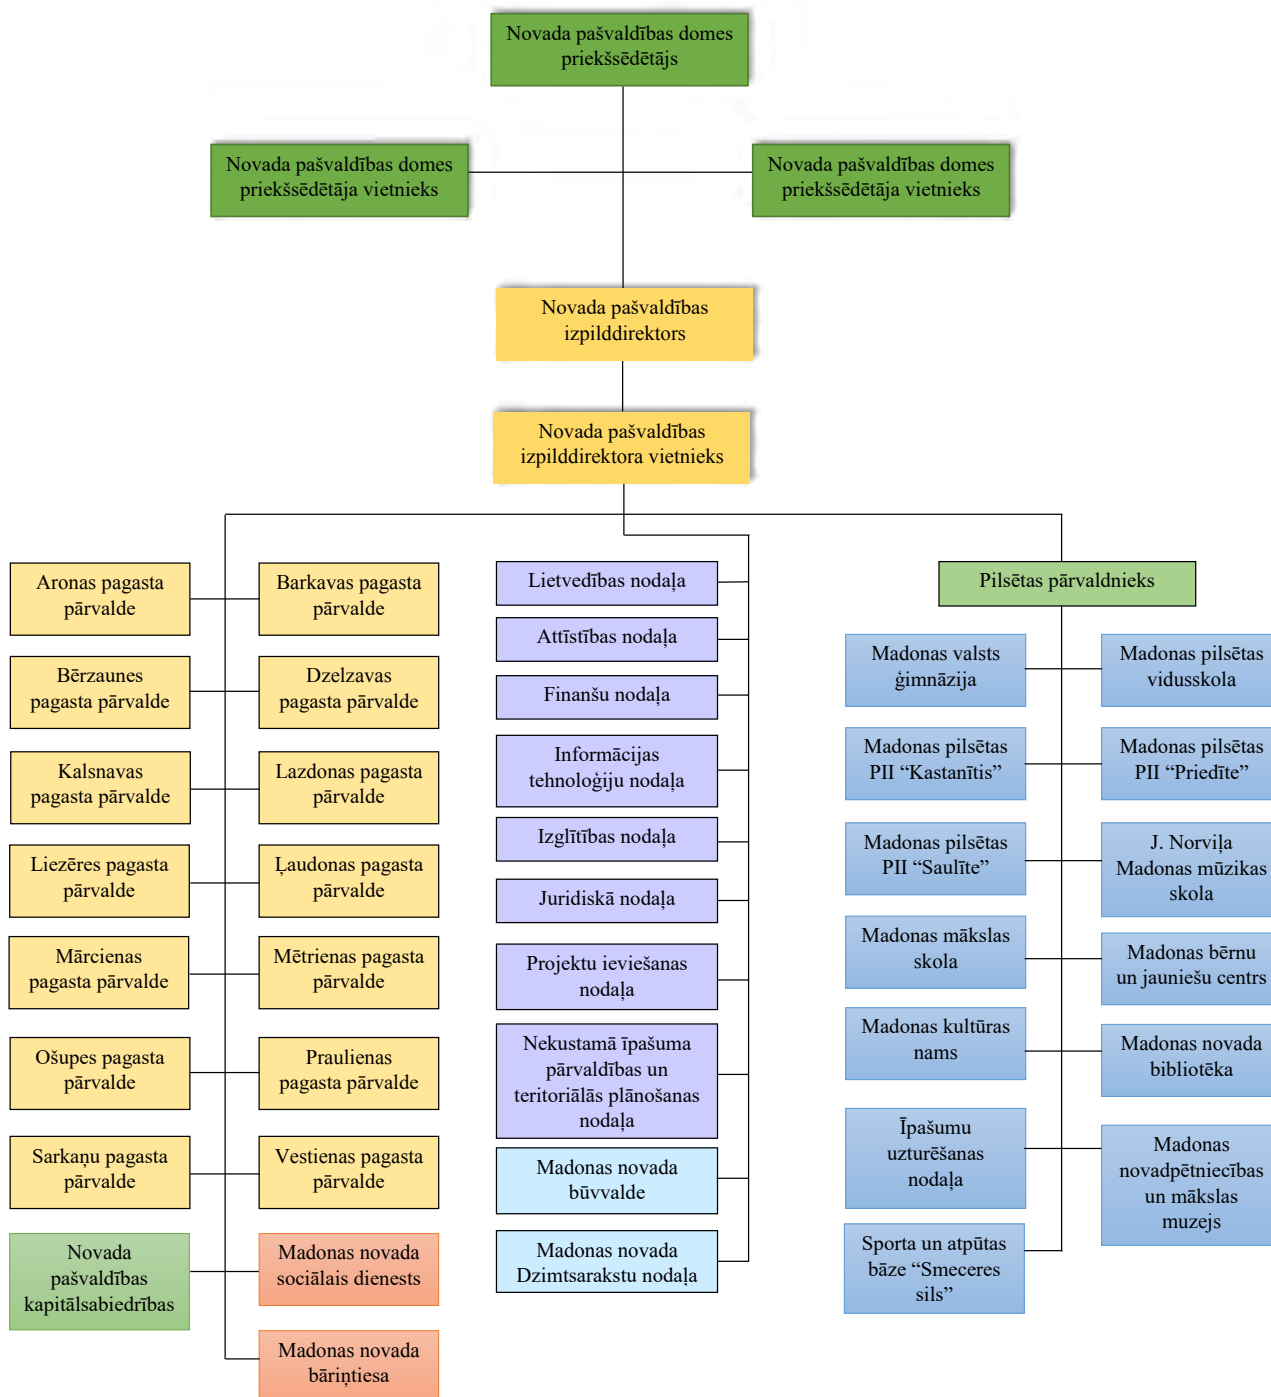 Novada pašvaldības domes
priekšsēdētājs
Novada pašvaldības domes
priekšsēdētāja vietnieks
Novada pašvaldības domes
priekšsēdētāja vietnieks
Novada pašvaldības
izpilddirektors
Novada pašvaldības
izpilddirektora vietnieks
Aronas pagasta
pārvalde
Barkavas pagasta
pārvalde
Bērzaunes
pagasta pārvalde
Dzelzavas
pagasta pārvalde
Kalsnavas
pagasta pārvalde
Lazdonas pagasta
pārvalde
Liezēres pagasta
pārvalde
Ļaudonas pagasta
pārvalde
Mārcienas
pagasta pārvalde
Mētrienas pagasta
pārvalde
Ošupes pagasta
pārvalde
Praulienas
pagasta pārvalde
Sarkaņu pagasta
pārvalde
Vestienas pagasta
pārvalde
Novada
pašvaldības
kapitālsabiedrības
Madonas novada
sociālais dienests
Madonas novada
bāriņtiesa
Lietvedības nodaļa
Attīstības nodaļa
Finanšu nodaļa
Informācijas
tehnoloģiju nodaļa
Izglītības nodaļa
Juridiskā nodaļa
Projektu ieviešanas
nodaļa
Nekustamā īpašuma
pārvaldības un
teritoriālās plānošanas
nodaļa
Madonas novada
būvvalde
Madonas novada
Dzimtsarakstu nodaļa
Pilsētas pārvaldnieks
Madonas valsts
ģimnāzija
Madonas pilsētas
vidusskola
Madonas pilsētas
PII “Kastanītis”
Madonas pilsētas
PII “Priedīte”
Madonas pilsētas
PII “Saulīte”
J. Norviļa
Madonas mūzikas
skola
Madonas mākslas
skola
Madonas bērnu
un jauniešu centrs
Madonas kultūras
nams
Madonas novada
bibliotēka
Īpašumu
uzturēšanas
nodaļa
Madonas
novadpētniecības
un mākslas
muzejs
Sporta un atpūtas
bāze “Smeceres
sils”